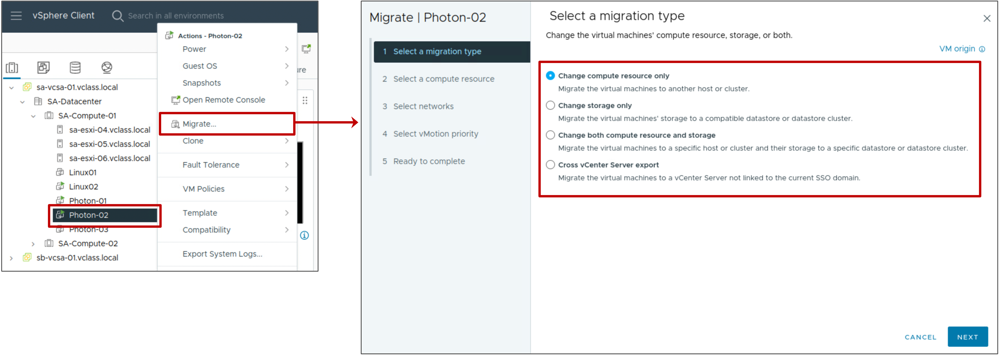 vSphere Client
Search in all environments
Actions - Photon-02
Power
Guest OS
Snapshots
Open Remote Console
Migrate...
Clone
Fault Tolerance
VM Policies
Template
Compatibility
Export System Logs...
sa-vcsa-01.vclass.local
SA-Datacenter
SA-Compute-01
sa-esxi-04.vclass.local
sa-esxi-05.vclass.local
sa-esxi-06.vclass.local
Linux01
Linux02
Photon-01
Photon-02
Photon-03
SA-Compute-02
sb-vcsa-01.vclass.local
Migrate | Photon-02
1 Select a migration type
2 Select a compute resource
3 Select networks
4 Select vMotion priority
5 Ready to complete
Select a migration type
Change the virtual machines' compute resource, storage, or both.
VM origin
Change compute resource only
Migrate the virtual machines to another host or cluster.
Change storage only
Migrate the virtual machines' storage to a compatible datastore or datastore cluster.
Change both compute resource and storage
Migrate the virtual machines to a specific host or cluster and their storage to a specific datastore or datastore cluster.
Cross vCenter Server export
Migrate the virtual machines to a vCenter Server not linked to the current SSO domain.
CANCEL
NEXT